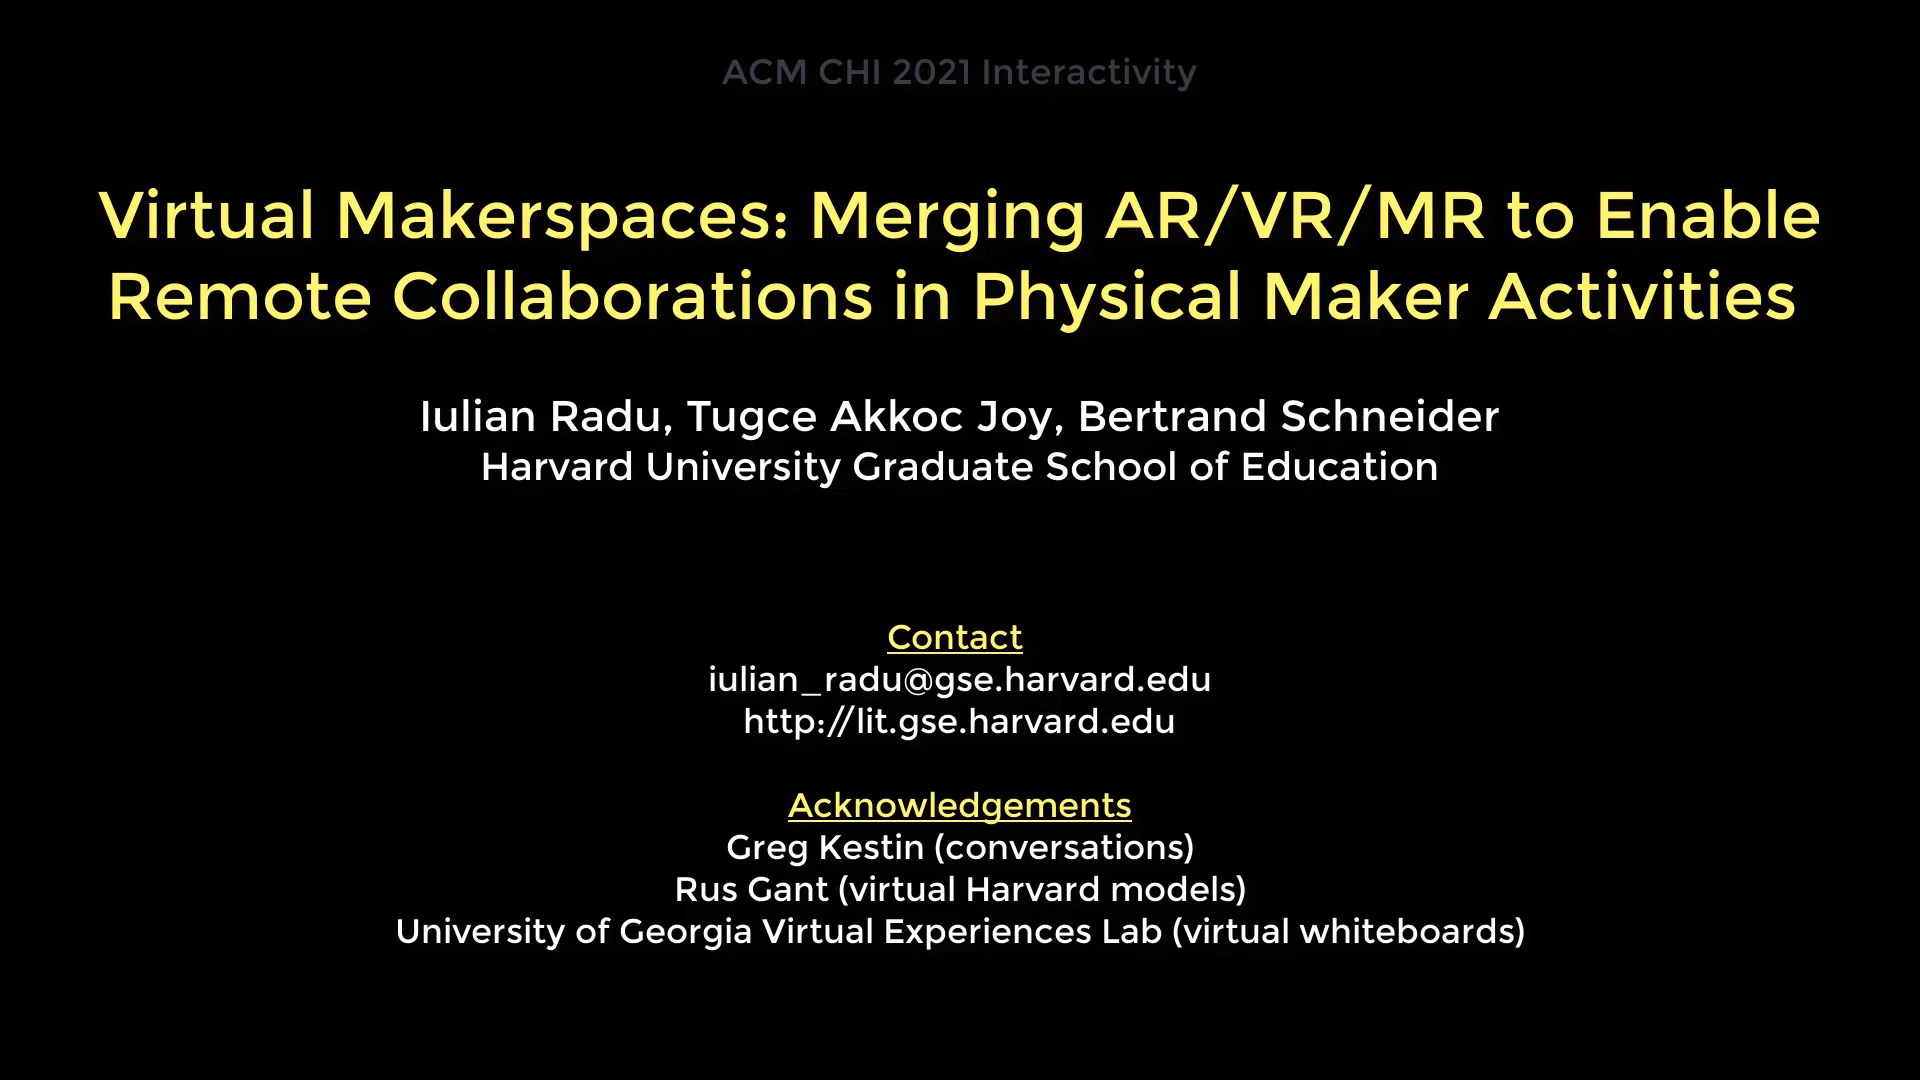 ACM CHI 2021 Interactivity
Virtual Makerspaces: Merging AR/VR/MR to Enable
Remote Collaborations in Physical Maker Activities
Iulian Radu, Tugce Akkoc Joy, Bertrand Schneider
Harvard University Graduate School of Education
Contact
iulian_radu@gse.harvard.edu
http://lit.gse.harvard.edu
Acknowledgements
Greg Kestin (conversations)
Rus Gant (virtual Harvard models)
University of Georgia Virtual Experiences Lab (virtual whiteboards)